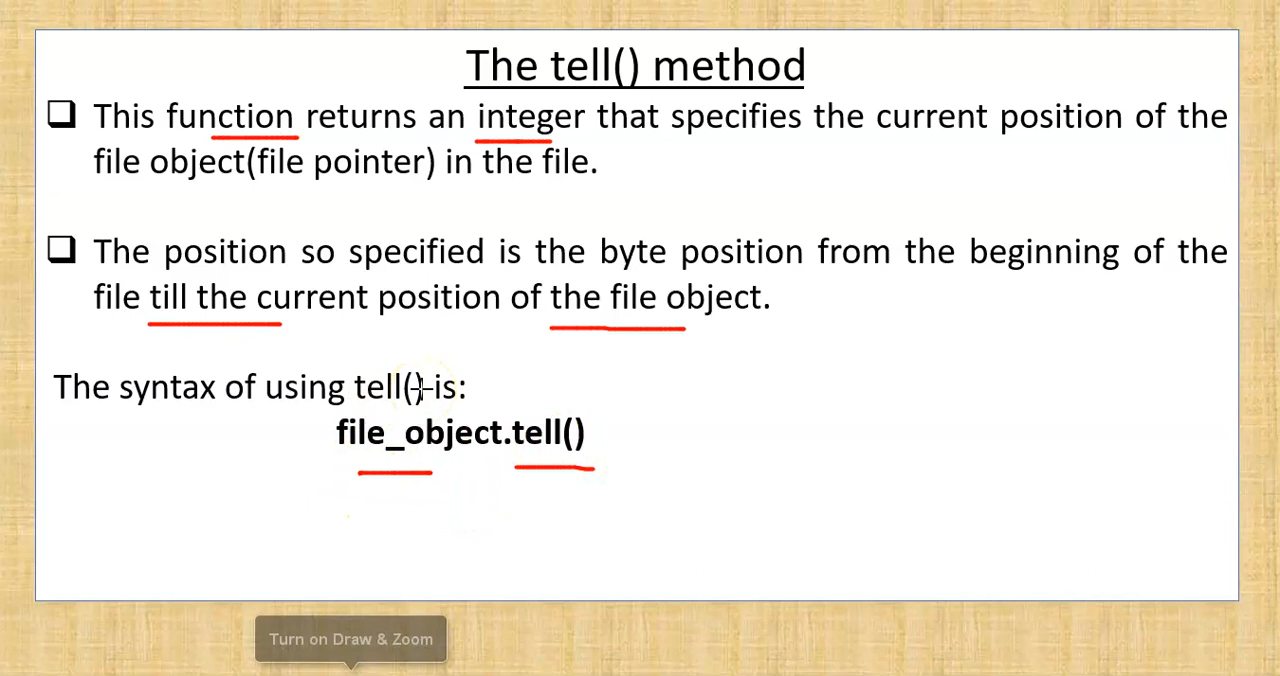 The tell() method
This function returns an integer that specifies the current position of the
file object(file pointer) in the file.
The position so specified is the byte position from the beginning of the
file till the current position of the file object.
The syntax of using tell() is:
file_object.tell()
Turn on Draw & Zoom